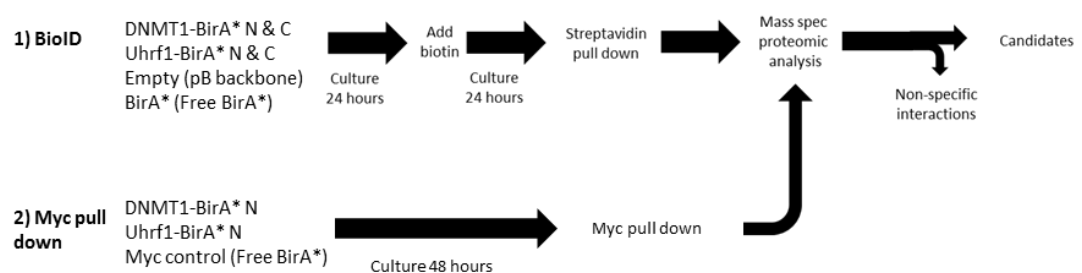 1) BioID
DNMT1-BirA* N & C
Uhrf1-BirA* N & C
Empty (pB backbone)
BirA* (Free BirA*)
Culture
24 hours
Add
biotin
Culture
24 hours
Streptavidin
pull down
Mass spec
proteomic
analysis
Candidates
Non-specific
interactions
2) Myc pull
down
DNMT1-BirA* N
Uhrf1-BirA* N
Myc control (Free BirA*)
Culture 48 hours
Myc pull down